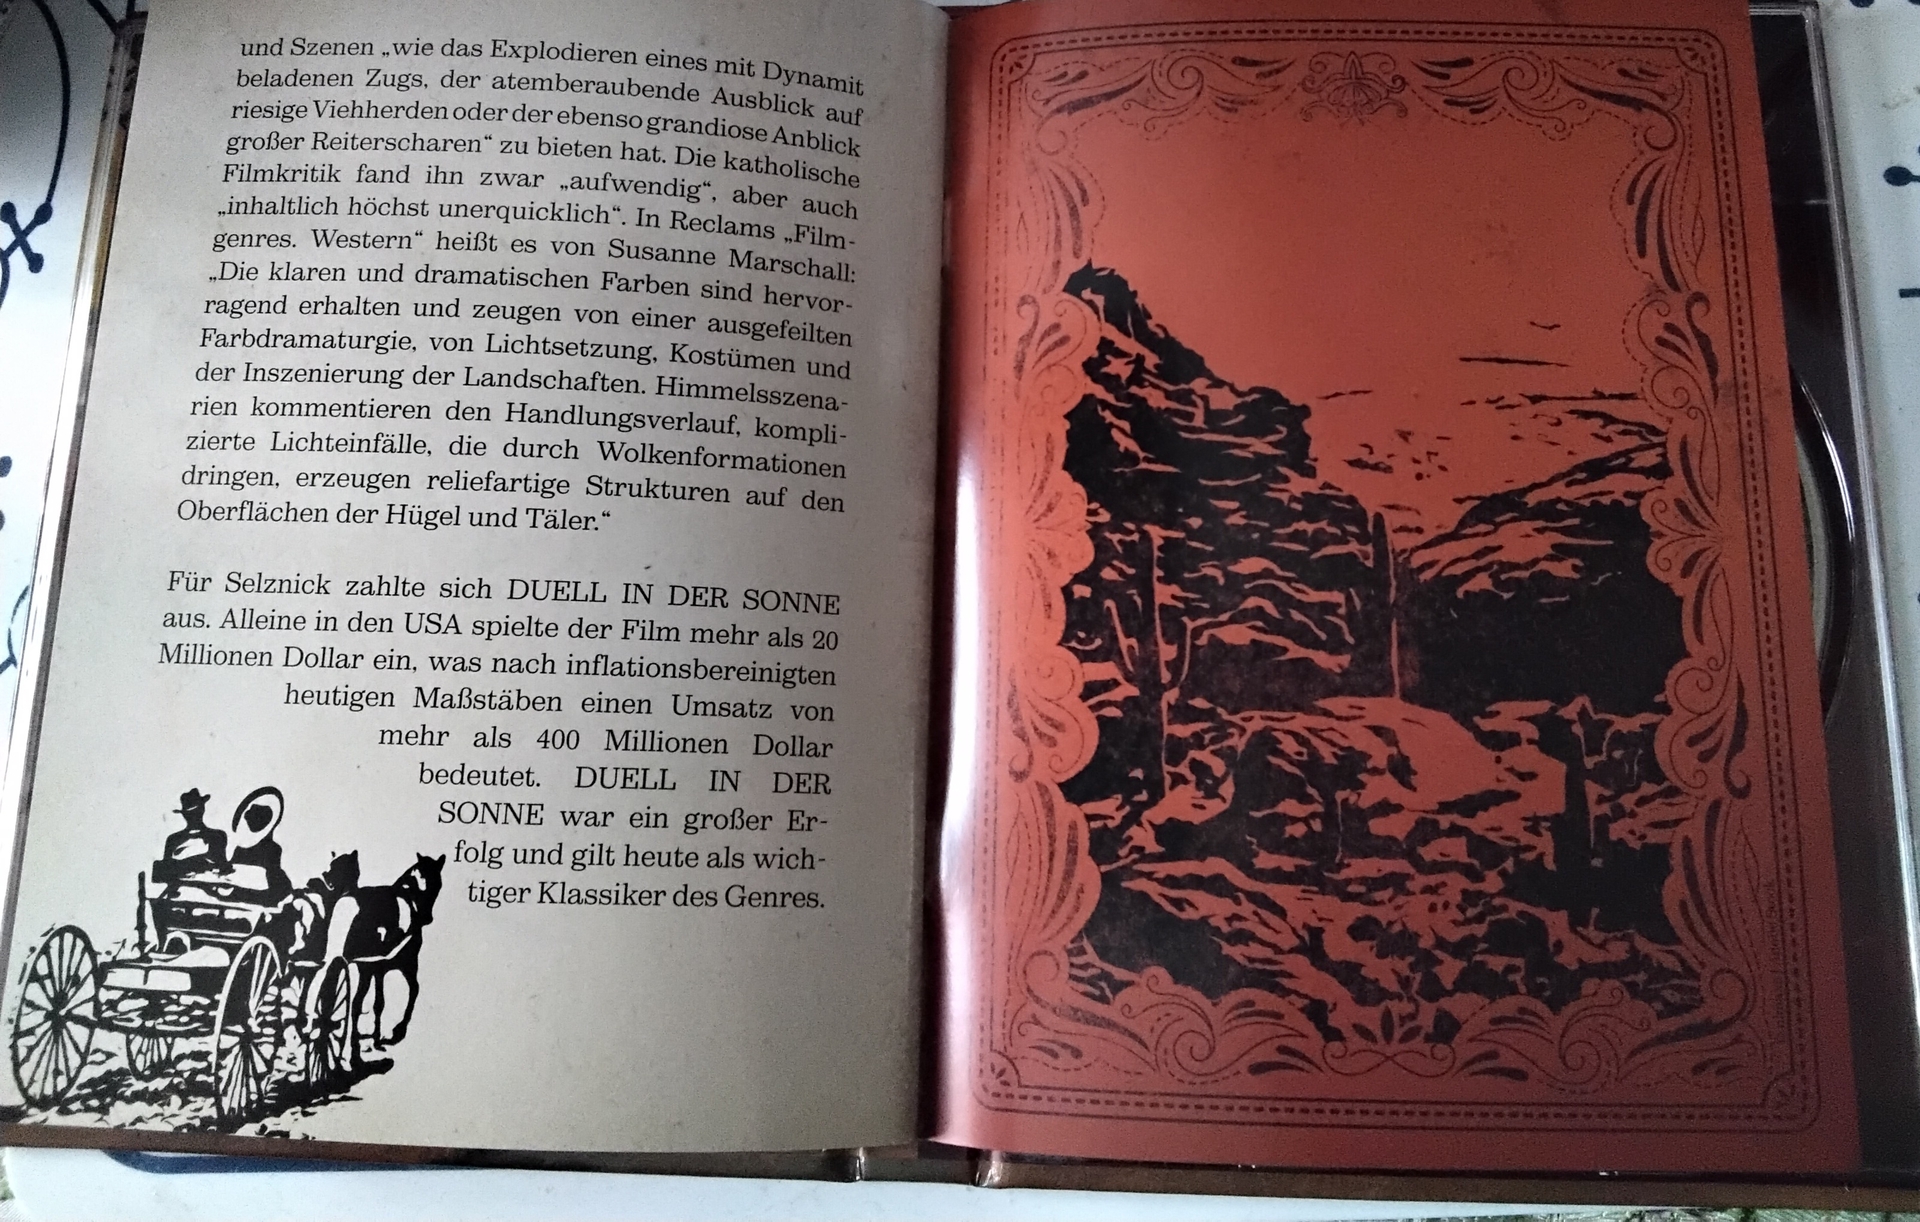 und Szenen „wie das Explodieren eines mit Dynamit
beladenen Zugs, der atemberaubende Ausblick auf
riesige Viehherden oder der ebenso grandiose Anblick
großer Reiterscharen“ zu bieten hat. Die katholische
Filmkritik fand ihn zwar „aufwendig“, aber auch
„inhaltlich höchst unerquicklich“. In Reclams „Film-
genres. Western“ heißt es von Susanne Marschall:
„Die klaren und dramatischen Farben sind hervor-
ragend erhalten und zeugen von einer ausgefeilten
Farbdramaturgie, von Lichtsetzung, Kostümen und
der Inszenierung der Landschaften. Himmelsszena-
rien kommentieren den Handlungsverlauf, kompli-
zierte Lichteinfälle, die durch Wolkenformationen
dringen, erzeugen reliefartige Strukturen auf den
Oberflächen der Hügel und Täler.“
Für Selznick zahlte sich DUELL IN DER SONNE
aus. Alleine in den USA spielte der Film mehr als 20
Millionen Dollar ein, was nach inflationsbereinigten
heutigen Maßstäben einen Umsatz von
mehr als 400 Millionen Dollar
bedeutet. DUELL IN DER
SONNE war ein großer Er-
folg und gilt heute als wich-
tiger Klassiker des Genres.